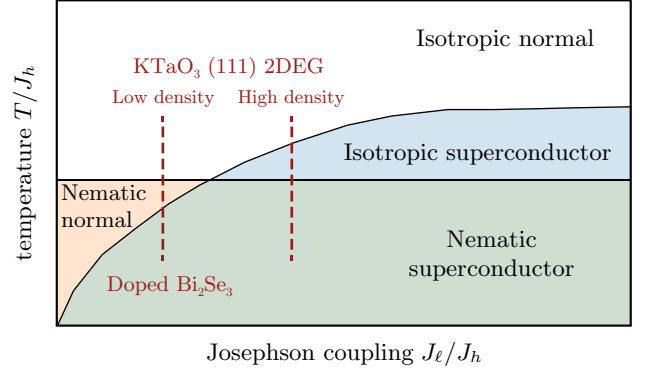 Isotropic normal
KTaO₃ (111) 2DEG
Low density
High density
Isotropic superconductor
Nematic
normal
Nematic
superconductor
Doped Bi₂Se₃
temperature T/Jₕ
Josephson coupling J_ℓ/Jₕ